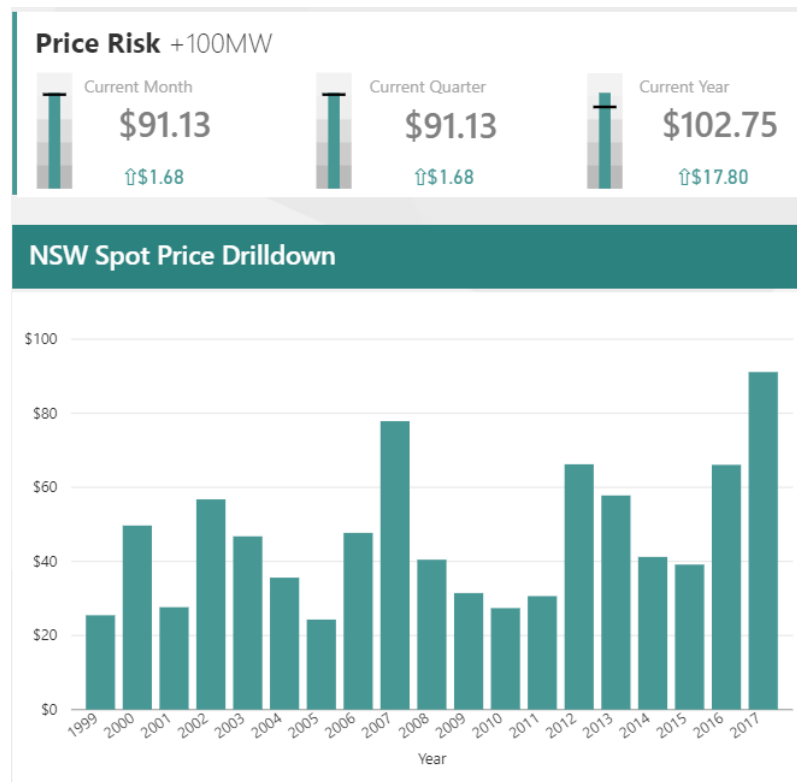 Price Risk +100MW
Current Month
$91.13
⇧$1.68
Current Quarter
$91.13
⇧$1.68
Current Year
$102.75
⇧$17.80
NSW Spot Price Drilldown
$100
$80
$60
$40
$20
$0
1999 2000 2001 2002 2003 2004 2005 2006 2007 2008 2009 2010 2011 2012 2013 2014 2015 2016 2017
Year